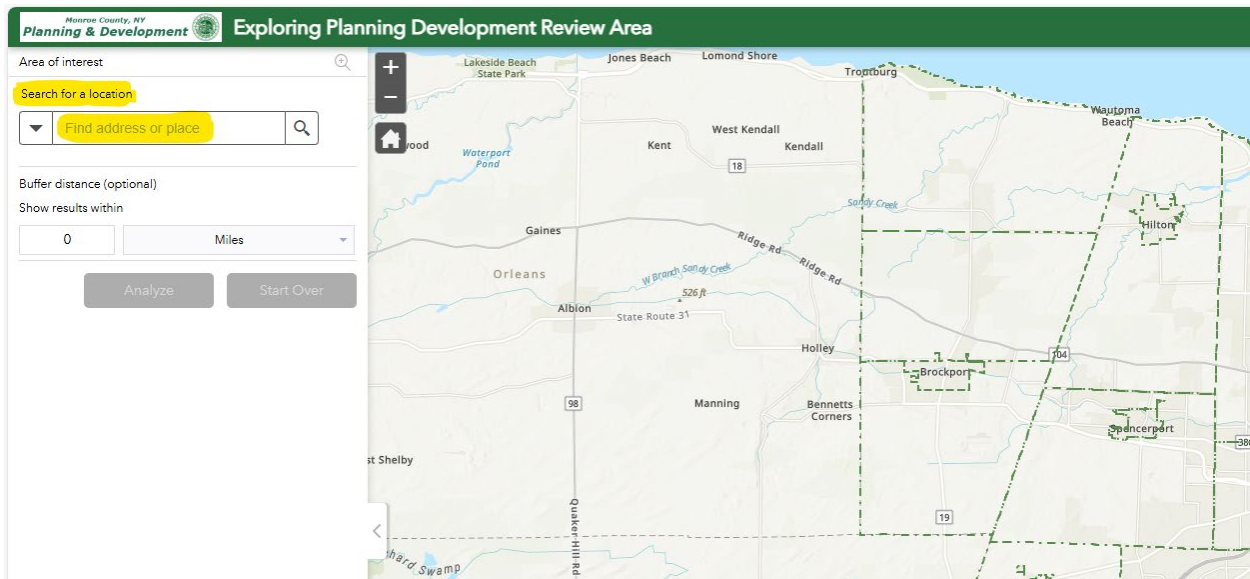 Monroe County, NY
Planning & Development
Exploring Planning Development Review Area
Area of interest
Search for a location
Find address or place
Buffer distance (optional)
Show results within
0
Miles
Analyze
Start Over
+
−
Lakeside Beach
State Park
Jones Beach
Lomond Shore
Troutburg
Wautoma
Beach
wood
Waterport
Pond
West Kendall
Kent
Kendall
18
Sandy Creek
Hilton
Gaines
Ridge Rd
Ridge Rd
Orleans
W Branch Sandy Creek
526 ft
Albion
State Route 31
Holley
104
Brockport
98
Manning
Bennetts
Corners
Spencerport
38
st Shelby
19
Quaker Hill Rd
hard Swamp